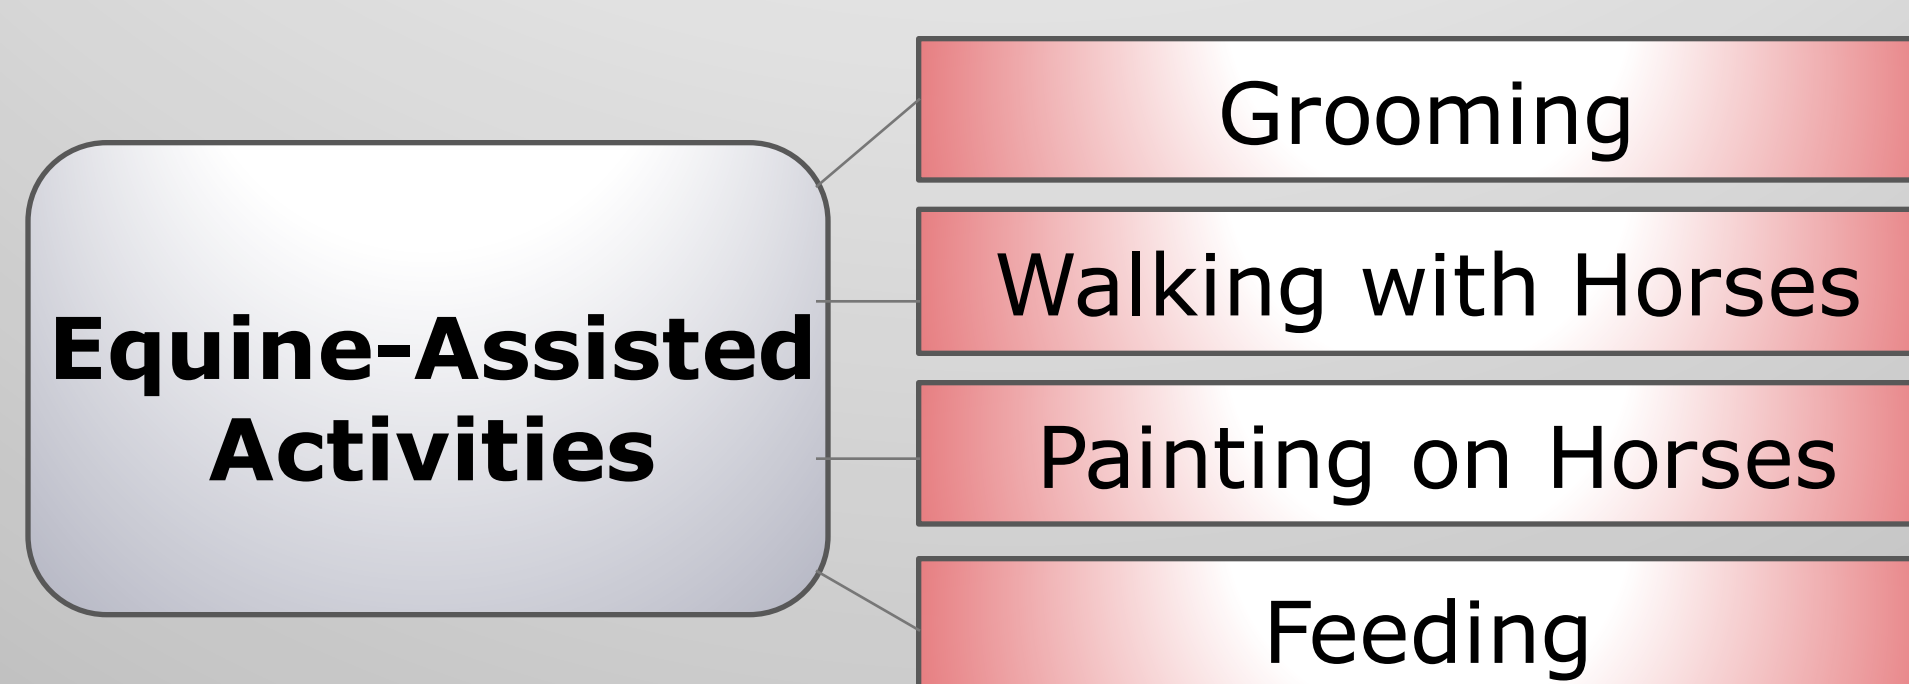 Equine-Assisted
Activities
Grooming
Walking with Horses
Painting on Horses
Feeding